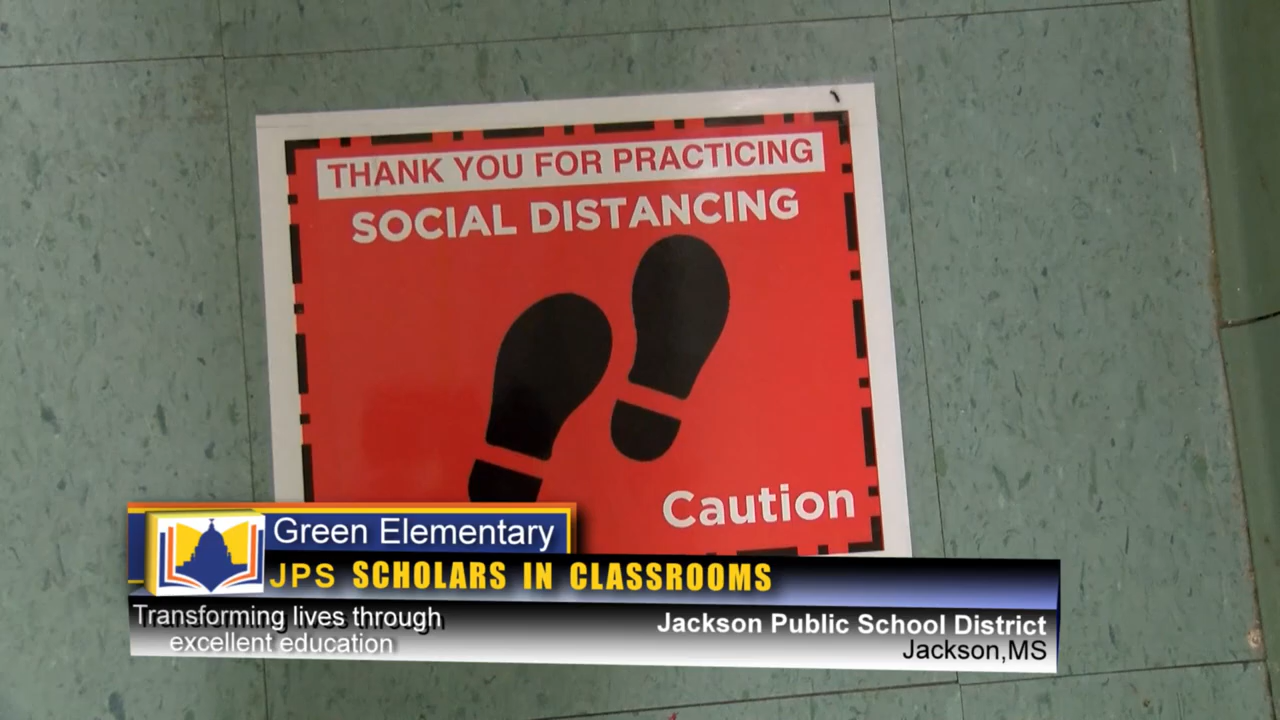 THANK YOU FOR PRACTICING
SOCIAL DISTANCING
Caution
Green Elementary
JPS SCHOLARS IN CLASSROOMS
Transforming lives through
excellent education
Jackson Public School District
Jackson,MS